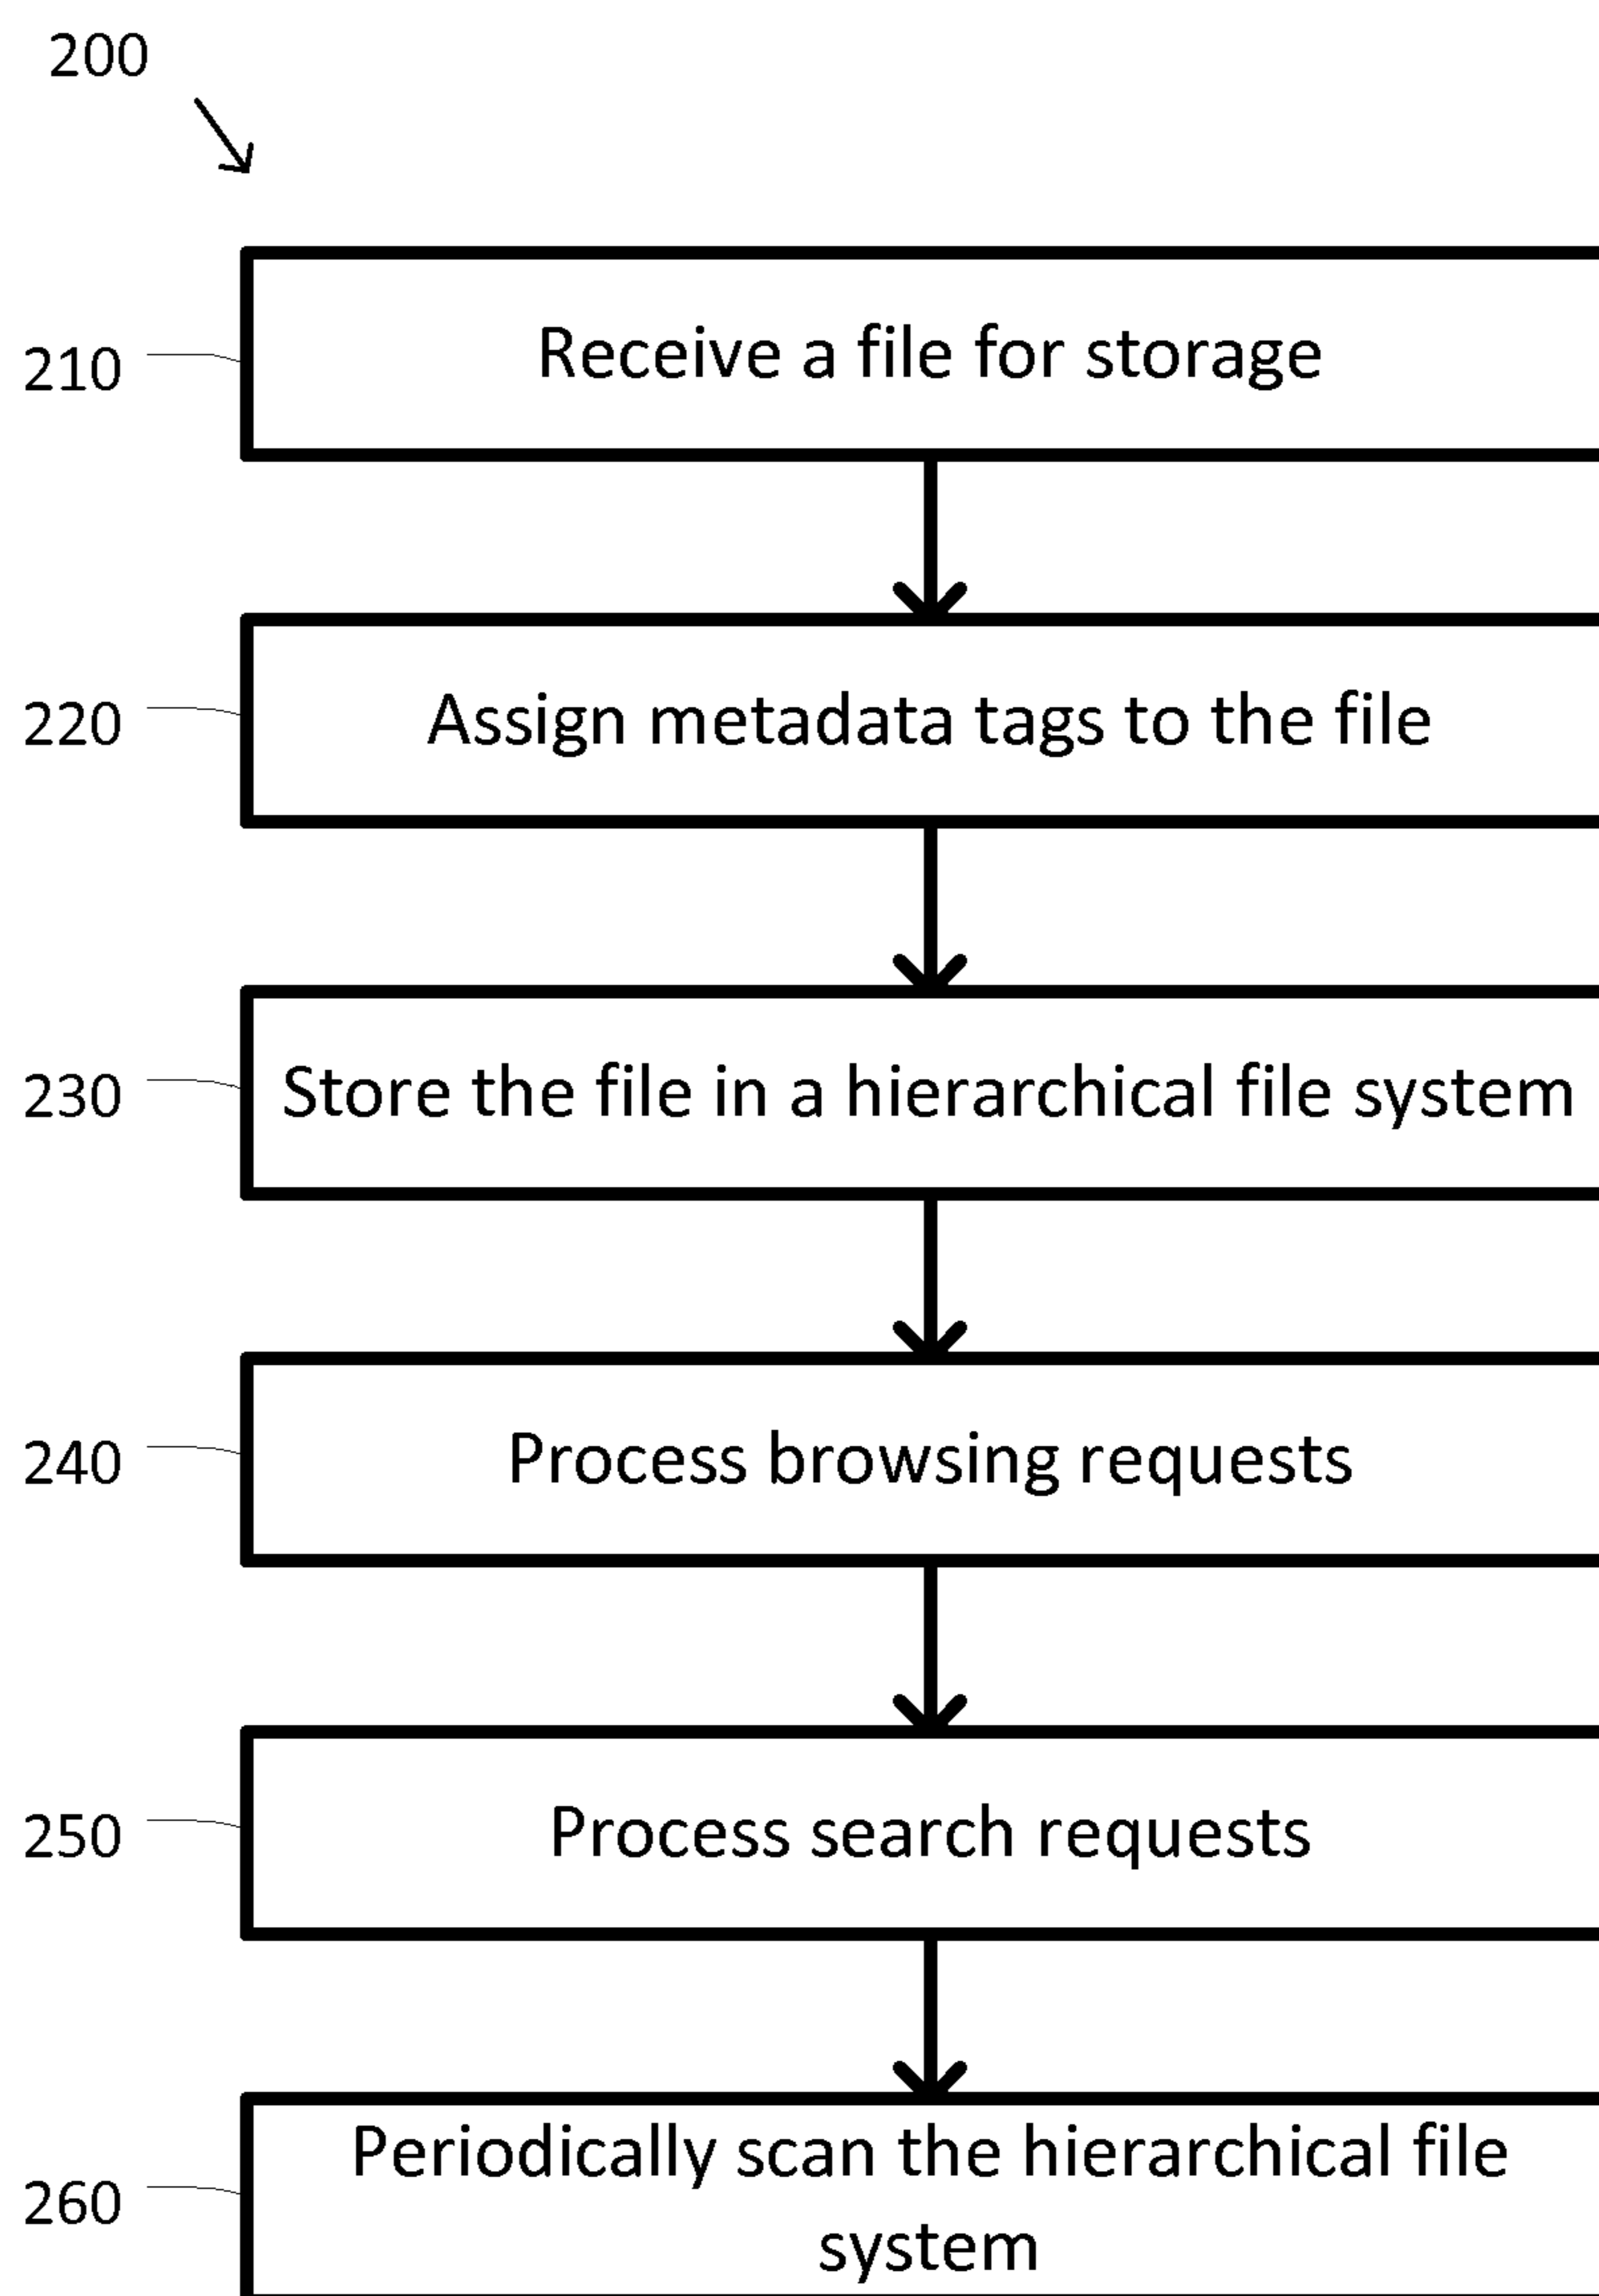 200
210
Receive a file for storage
220
Assign metadata tags to the file
230
Store the file in a hierarchical file system
240
Process browsing requests
250
Process search requests
260
Periodically scan the hierarchical file
system